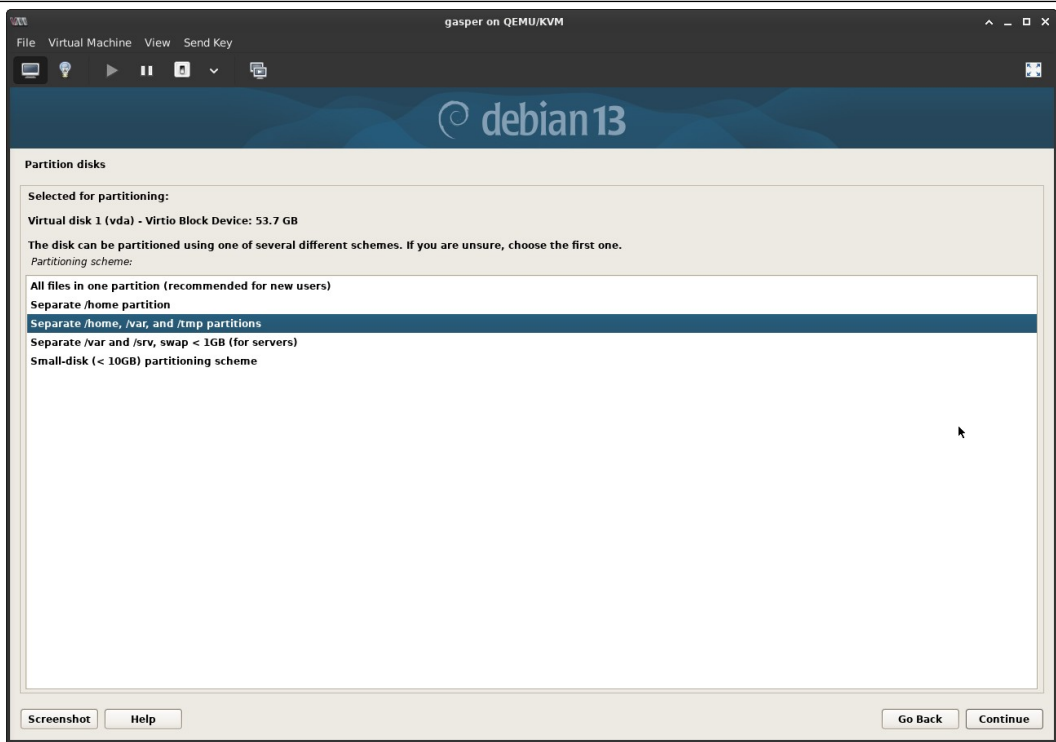 gasper on QEMU/KVM
File Virtual Machine View Send Key
debian 13
Partition disks
Selected for partitioning:
Virtual disk 1 (vda) - Virtio Block Device: 53.7 GB
The disk can be partitioned using one of several different schemes. If you are unsure, choose the first one.
Partitioning scheme:
All files in one partition (recommended for new users)
Separate /home partition
Separate /home, /var, and /tmp partitions
Separate /var and /srv, swap < 1GB (for servers)
Small-disk (< 10GB) partitioning scheme
Screenshot Help Go Back Continue